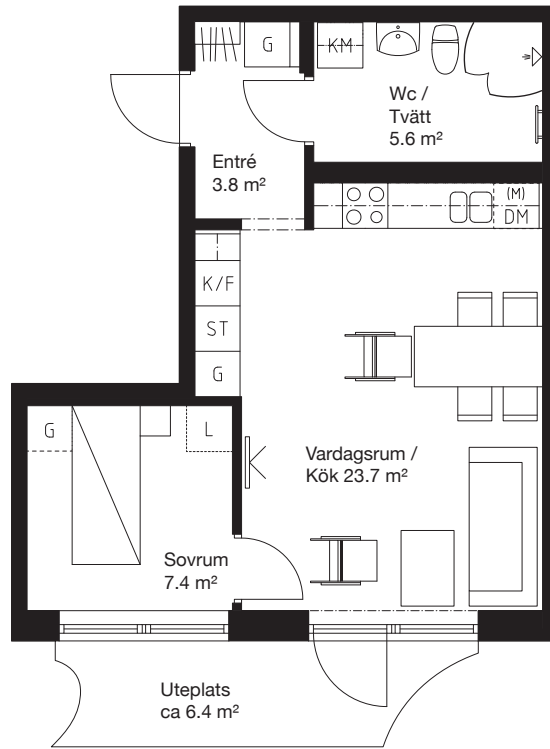 G
KM
Wc /
Tvätt
5.6 m²
Entré
3.8 m²
(M)
DM
K/F
ST
G
G
L
Vardagsrum /
Kök 23.7 m²
Sovrum
7.4 m²
Uteplats
ca 6.4 m²